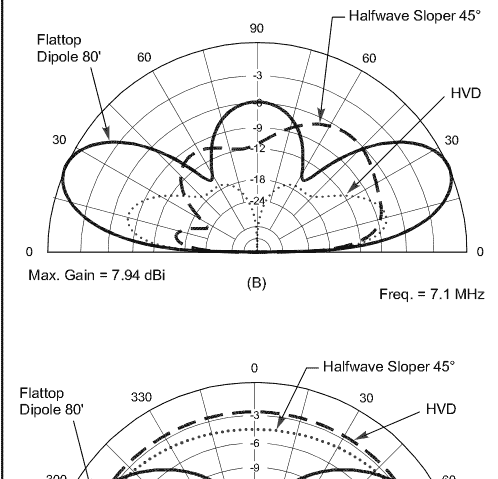 90
Halfwave Sloper 45°
Flattop
Dipole 80'
60
60
-3
HVD
-6
-9
30
30
-12
-18
-24
0
0
Max. Gain = 7.94 dBi
(B)
Freq. = 7.1 MHz
0
Halfwave Sloper 45°
Flattop
Dipole 80'
330
30
HVD
-3
-6
-9
300
60